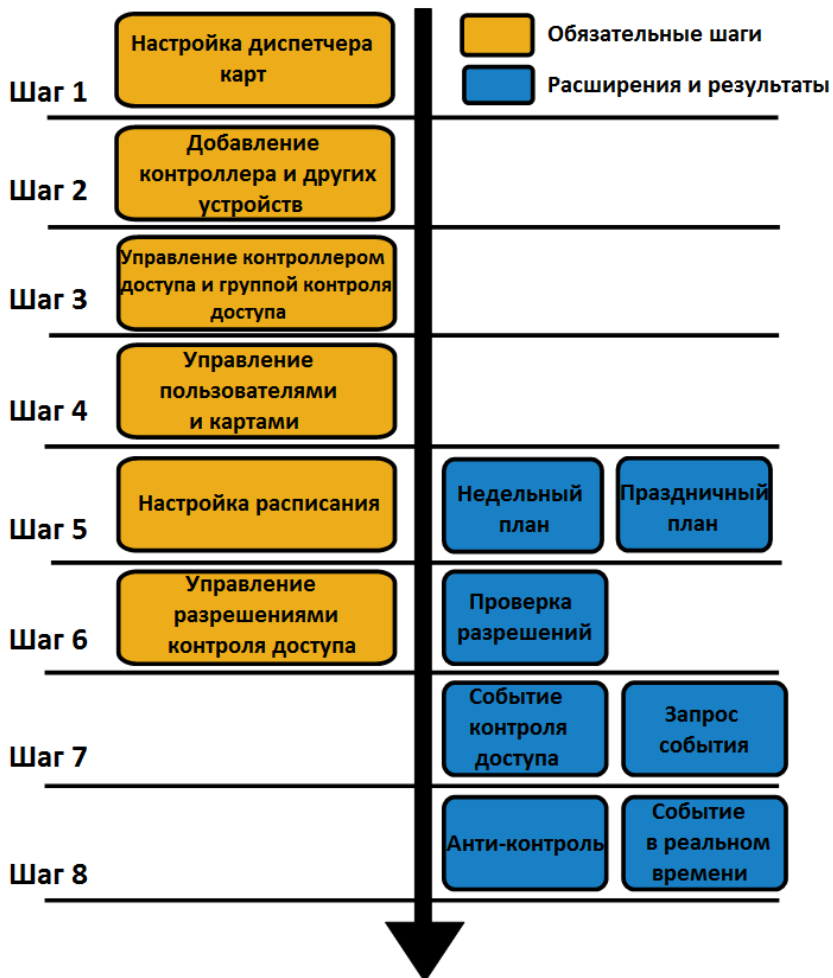 Настройка диспетчера
карт
Обязательные шаги
Расширения и результаты
Шаг 1
Добавление
контроллера и других
устройств
Шаг 2
Управление контроллером
доступа и группой контроля
доступа
Шаг 3
Управление
пользователями
и картами
Шаг 4
Настройка расписания
Недельный
план
Праздничный
план
Шаг 5
Управление
разрешениями
контроля доступа
Проверка
разрешений
Шаг 6
Событие
контроля
доступа
Запрос
события
Шаг 7
Анти-контроль
Событие
в реальном
времени
Шаг 8